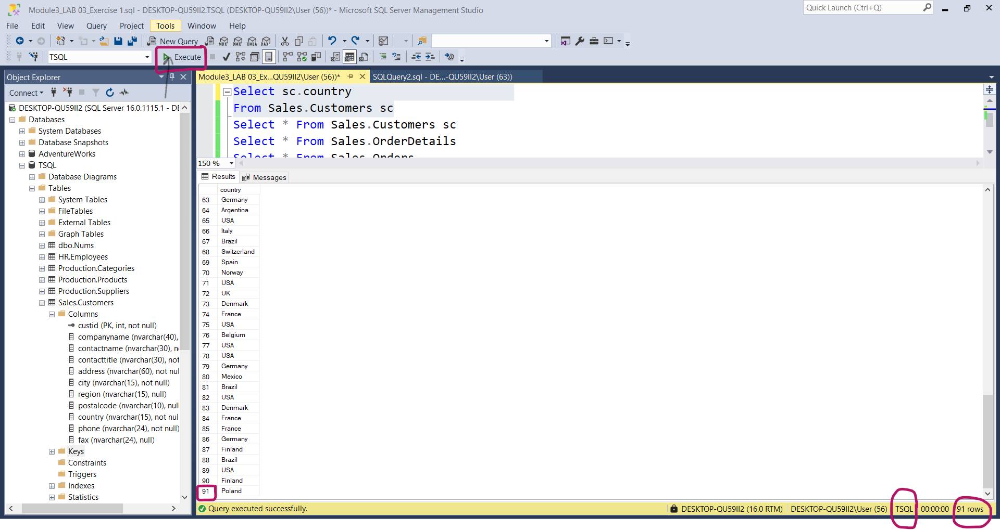 Module3_LAB 03_Exercise 1.sql - DESKTOP-QU59II2.TSQL (DESKTOP-QU59II2\User (56))* - Microsoft SQL Server Management Studio
Quick Launch (Ctrl+Q)
File Edit View Query Project Tools Window Help
New Query MDX DMX XMLA DAX
TSQL Execute
Object Explorer
Connect
DESKTOP-QU59II2 (SQL Server 16.0.1115.1 - DE
Databases
System Databases
Database Snapshots
AdventureWorks
TSQL
Database Diagrams
Tables
System Tables
FileTables
External Tables
Graph Tables
dbo.Nums
HR.Employees
Production.Categories
Production.Products
Production.Suppliers
Sales.Customers
Columns
custid (PK, int, not null)
companyname (nvarchar(40),
contactname (nvarchar(30),
contacttitle (nvarchar(30), not
address (nvarchar(60), not nul
city (nvarchar(15), not null)
region (nvarchar(15), null)
postalcode (nvarchar(10), null
country (nvarchar(15), not nul
phone (nvarchar(24), not null)
fax (nvarchar(24), null)
Keys
Constraints
Triggers
Indexes
Statistics
Module3_LAB 03_Ex...QU59II2\User (56))* SQLQuery2.sql - DE...-QU59II2\User (63))
Select sc.country
From Sales.Customers sc
Select * From Sales.Customers sc
Select * From Sales.OrderDetails
Select * From Sales.Orders
150 %
Results Messages
country
63 Germany
64 Argentina
65 USA
66 Italy
67 Brazil
68 Switzerland
69 Spain
70 Norway
71 USA
72 UK
73 Denmark
74 France
75 USA
76 Belgium
77 USA
78 USA
79 Germany
80 Mexico
81 Brazil
82 USA
83 Denmark
84 France
85 France
86 Germany
87 Finland
88 Brazil
89 USA
90 Finland
91 Poland
Query executed successfully. DESKTOP-QU59II2 (16.0 RTM) DESKTOP-QU59II2\User (56) TSQL 00:00:00 91 rows